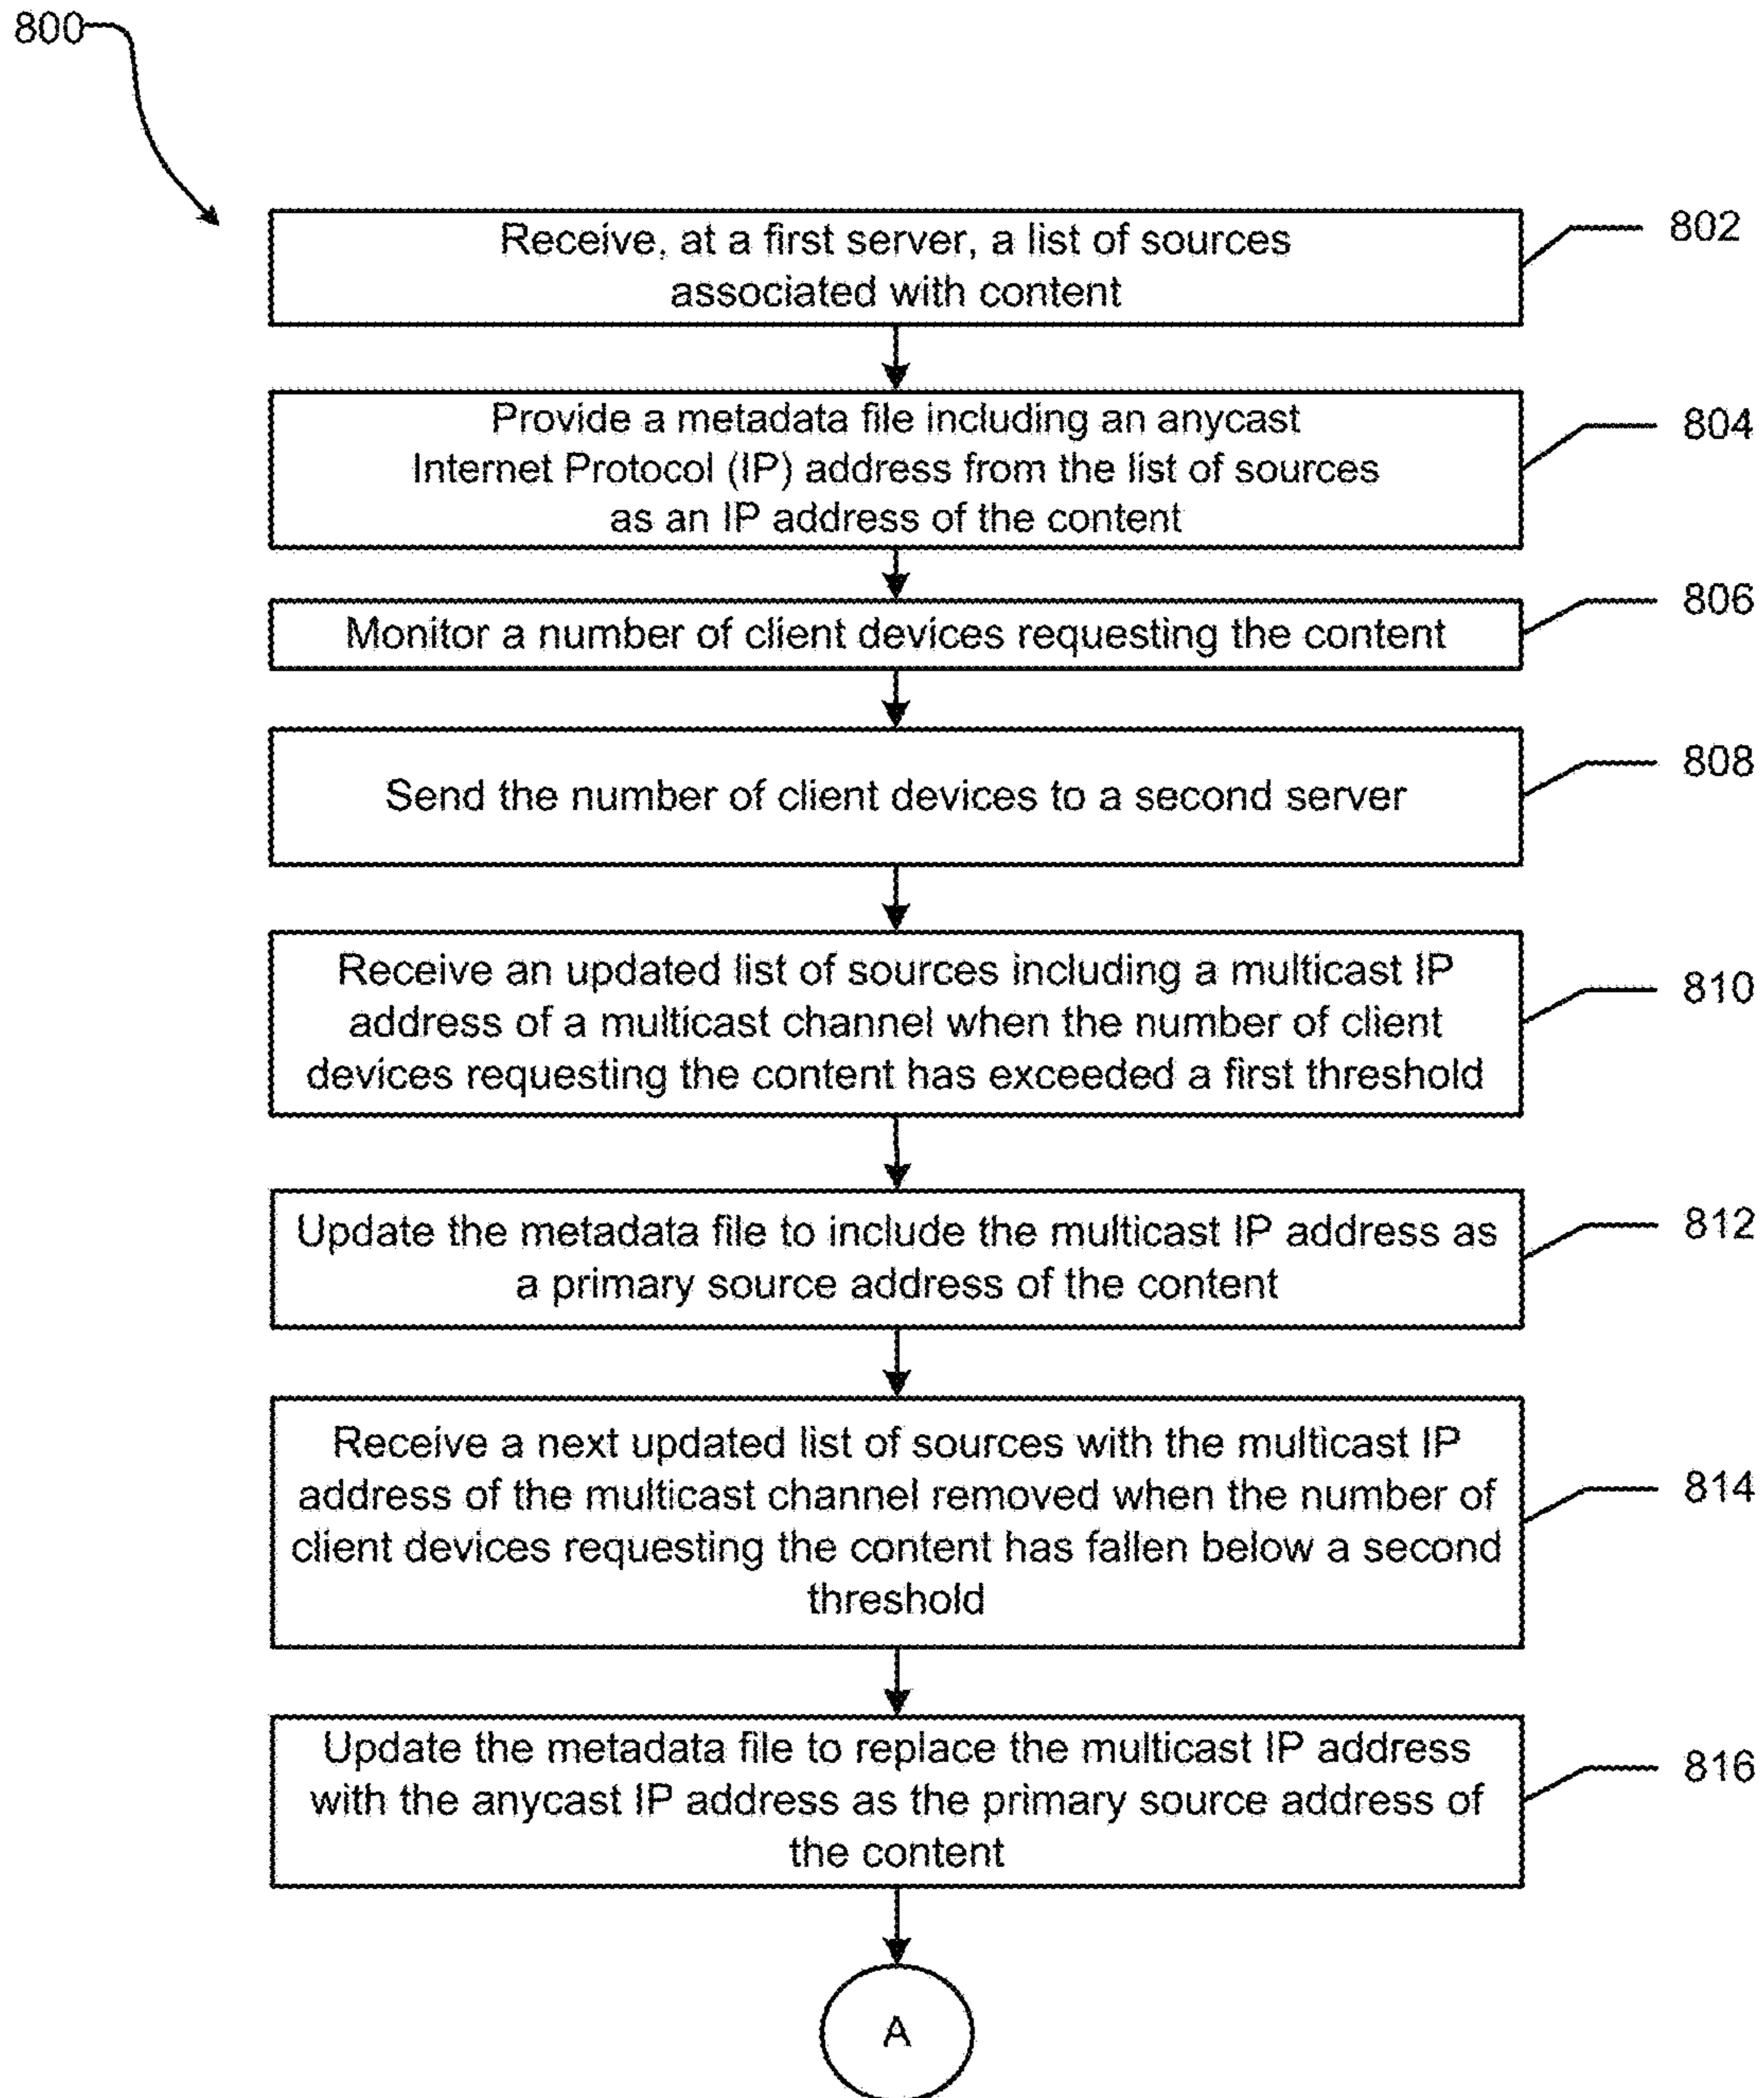 800
Receive, at a first server, a list of sources
associated with content
802
Provide a metadata file including an anycast
Internet Protocol (IP) address from the list of sources
as an IP address of the content
804
Monitor a number of client devices requesting the content
806
Send the number of client devices to a second server
808
Receive an updated list of sources including a multicast IP
address of a multicast channel when the number of client
devices requesting the content has exceeded a first threshold
810
Update the metadata file to include the multicast IP address as
a primary source address of the content
812
Receive a next updated list of sources with the multicast IP
address of the multicast channel removed when the number of
client devices requesting the content has fallen below a second
threshold
814
Update the metadata file to replace the multicast IP address
with the anycast IP address as the primary source address of
the content
816
A